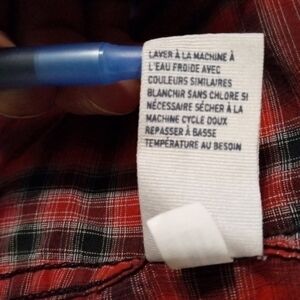 LAVER À LA MACHINE À
L'EAU FROIDE AVEC
COULEURS SIMILAIRES
BLANCHIR SANS CHLORE SI
NÉCESSAIRE SÉCHER À LA
MACHINE CYCLE DOUX
REPASSER À BASSE
TEMPÉRATURE AU BESOIN